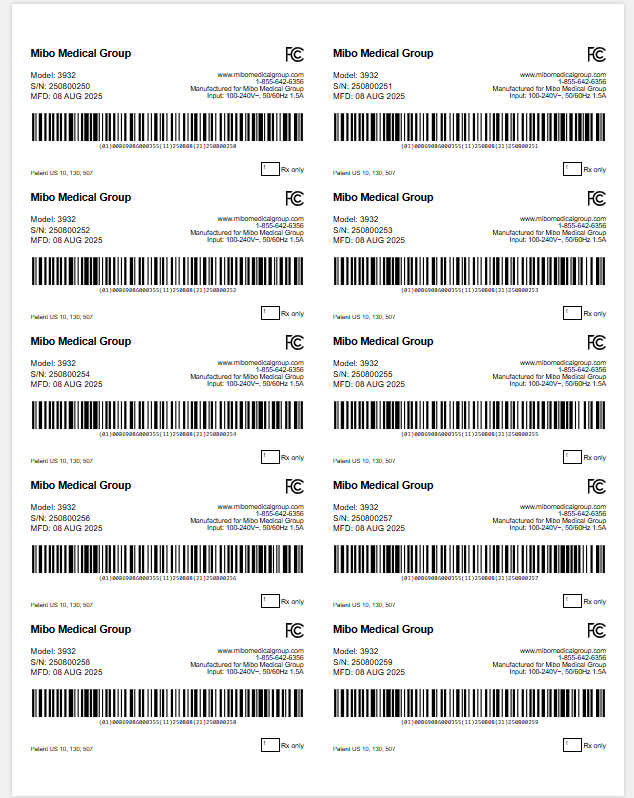 Mibo Medical Group
FC
Model: 3932
S/N: 250800250
MFD: 08 AUG 2025
www.mibomedicalgroup.com
1-855-642-6356
Manufactured for Mibo Medical Group
Input: 100-240V~, 50/60Hz 1.5A
(01)00869086000355(11)250808(21)250800250
Patent US 10, 130, 507
! Rx only
Mibo Medical Group
FC
Model: 3932
S/N: 250800251
MFD: 08 AUG 2025
www.mibomedicalgroup.com
1-855-642-6356
Manufactured for Mibo Medical Group
Input: 100-240V~, 50/60Hz 1.5A
(01)00869086000355(11)250808(21)250800251
Patent US 10, 130, 507
! Rx only
Mibo Medical Group
FC
Model: 3932
S/N: 250800252
MFD: 08 AUG 2025
www.mibomedicalgroup.com
1-855-642-6356
Manufactured for Mibo Medical Group
Input: 100-240V~, 50/60Hz 1.5A
(01)00869086000355(11)250808(21)250800252
Patent US 10, 130, 507
! Rx only
Mibo Medical Group
FC
Model: 3932
S/N: 250800253
MFD: 08 AUG 2025
www.mibomedicalgroup.com
1-855-642-6356
Manufactured for Mibo Medical Group
Input: 100-240V~, 50/60Hz 1.5A
(01)00869086000355(11)250808(21)250800253
Patent US 10, 130, 507
! Rx only
Mibo Medical Group
FC
Model: 3932
S/N: 250800254
MFD: 08 AUG 2025
www.mibomedicalgroup.com
1-855-642-6356
Manufactured for Mibo Medical Group
Input: 100-240V~, 50/60Hz 1.5A
(01)00869086000355(11)250808(21)250800254
Patent US 10, 130, 507
! Rx only
Mibo Medical Group
FC
Model: 3932
S/N: 250800255
MFD: 08 AUG 2025
www.mibomedicalgroup.com
1-855-642-6356
Manufactured for Mibo Medical Group
Input: 100-240V~, 50/60Hz 1.5A
(01)00869086000355(11)250808(21)250800255
Patent US 10, 130, 507
! Rx only
Mibo Medical Group
FC
Model: 3932
S/N: 250800256
MFD: 08 AUG 2025
www.mibomedicalgroup.com
1-855-642-6356
Manufactured for Mibo Medical Group
Input: 100-240V~, 50/60Hz 1.5A
(01)00869086000355(11)250808(21)250800256
Patent US 10, 130, 507
! Rx only
Mibo Medical Group
FC
Model: 3932
S/N: 250800257
MFD: 08 AUG 2025
www.mibomedicalgroup.com
1-855-642-6356
Manufactured for Mibo Medical Group
Input: 100-240V~, 50/60Hz 1.5A
(01)00869086000355(11)250808(21)250800257
Patent US 10, 130, 507
! Rx only
Mibo Medical Group
FC
Model: 3932
S/N: 250800258
MFD: 08 AUG 2025
www.mibomedicalgroup.com
1-855-642-6356
Manufactured for Mibo Medical Group
Input: 100-240V~, 50/60Hz 1.5A
(01)00869086000355(11)250808(21)250800258
Patent US 10, 130, 507
! Rx only
Mibo Medical Group
FC
Model: 3932
S/N: 250800259
MFD: 08 AUG 2025
www.mibomedicalgroup.com
1-855-642-6356
Manufactured for Mibo Medical Group
Input: 100-240V~, 50/60Hz 1.5A
(01)00869086000355(11)250808(21)250800259
Patent US 10, 130, 507
! Rx only